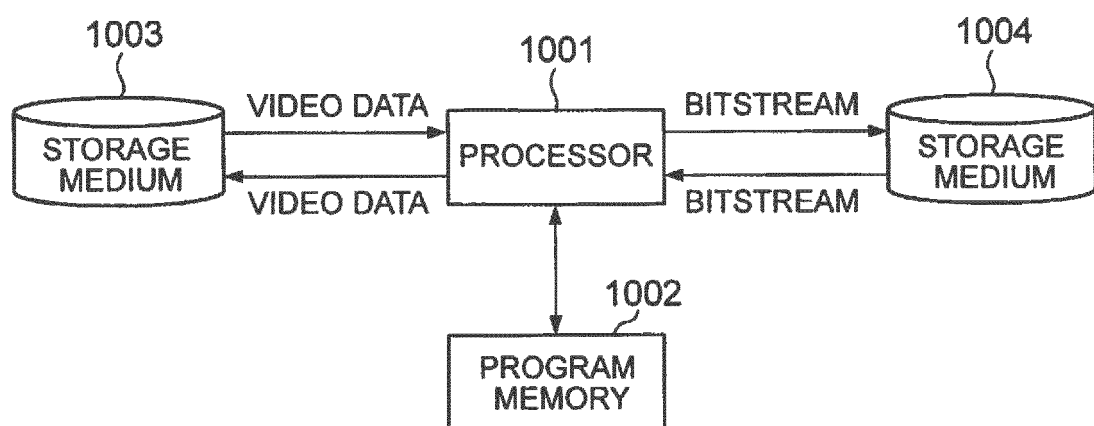 1003
1001
1004
VIDEO DATA
BITSTREAM
STORAGE
MEDIUM
PROCESSOR
STORAGE
MEDIUM
VIDEO DATA
BITSTREAM
1002
PROGRAM
MEMORY